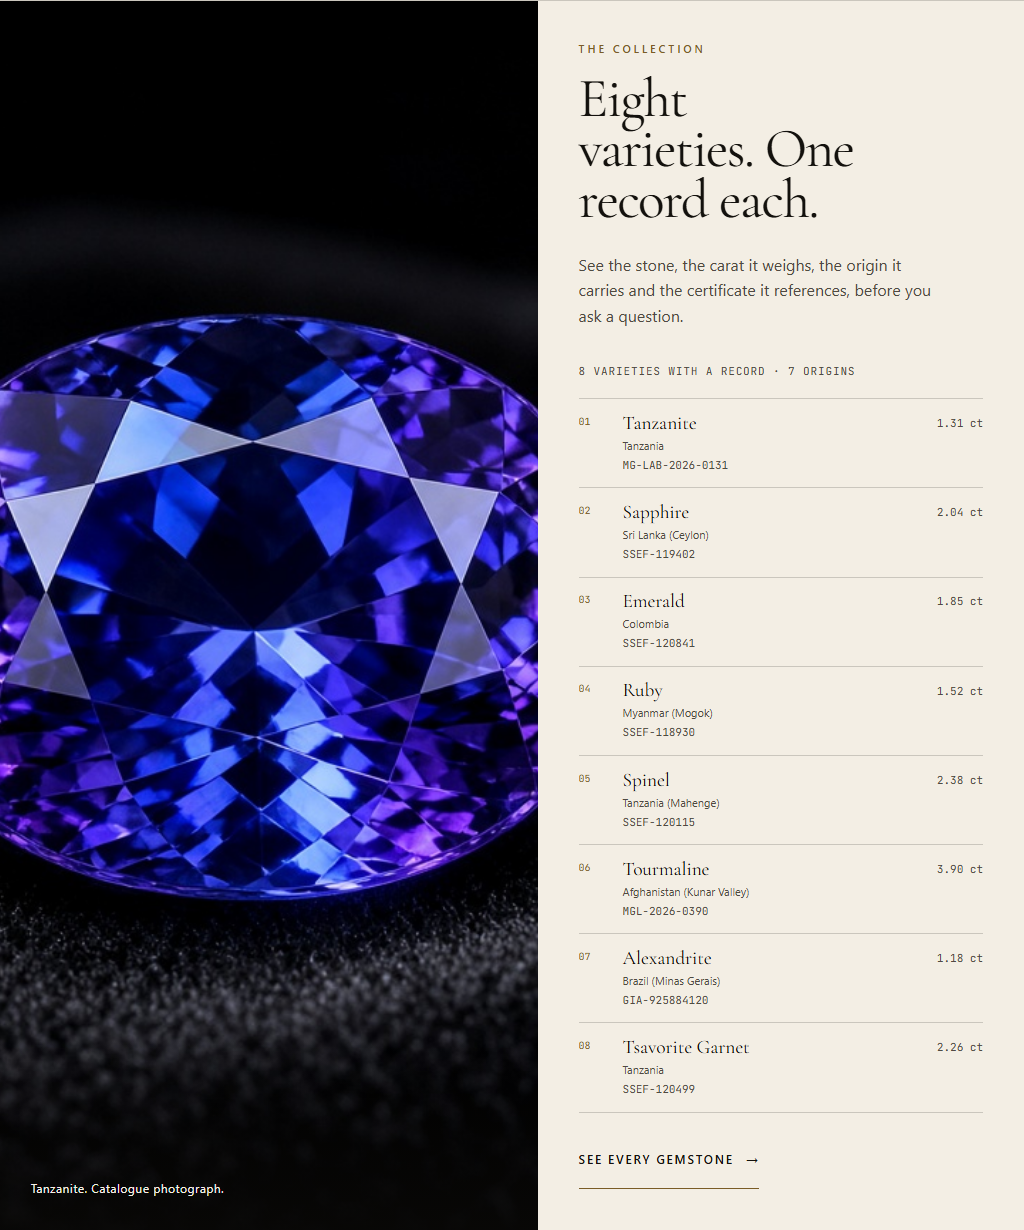 THE COLLECTION
Eight
varieties. One
record each.
See the stone, the carat it weighs, the origin it
carries and the certificate it references, before you
ask a question.
8 VARIETIES WITH A RECORD · 7 ORIGINS
01 Tanzanite 1.31 ct
Tanzania
MG-LAB-2026-0131
02 Sapphire 2.04 ct
Sri Lanka (Ceylon)
SSEF-119402
03 Emerald 1.85 ct
Colombia
SSEF-120841
04 Ruby 1.52 ct
Myanmar (Mogok)
SSEF-118930
05 Spinel 2.38 ct
Tanzania (Mahenge)
SSEF-120115
06 Tourmaline 3.90 ct
Afghanistan (Kunar Valley)
MGL-2026-0390
07 Alexandrite 1.18 ct
Brazil (Minas Gerais)
GIA-925884120
08 Tsavorite Garnet 2.26 ct
Tanzania
SSEF-120499
SEE EVERY GEMSTONE →
Tanzanite. Catalogue photograph.